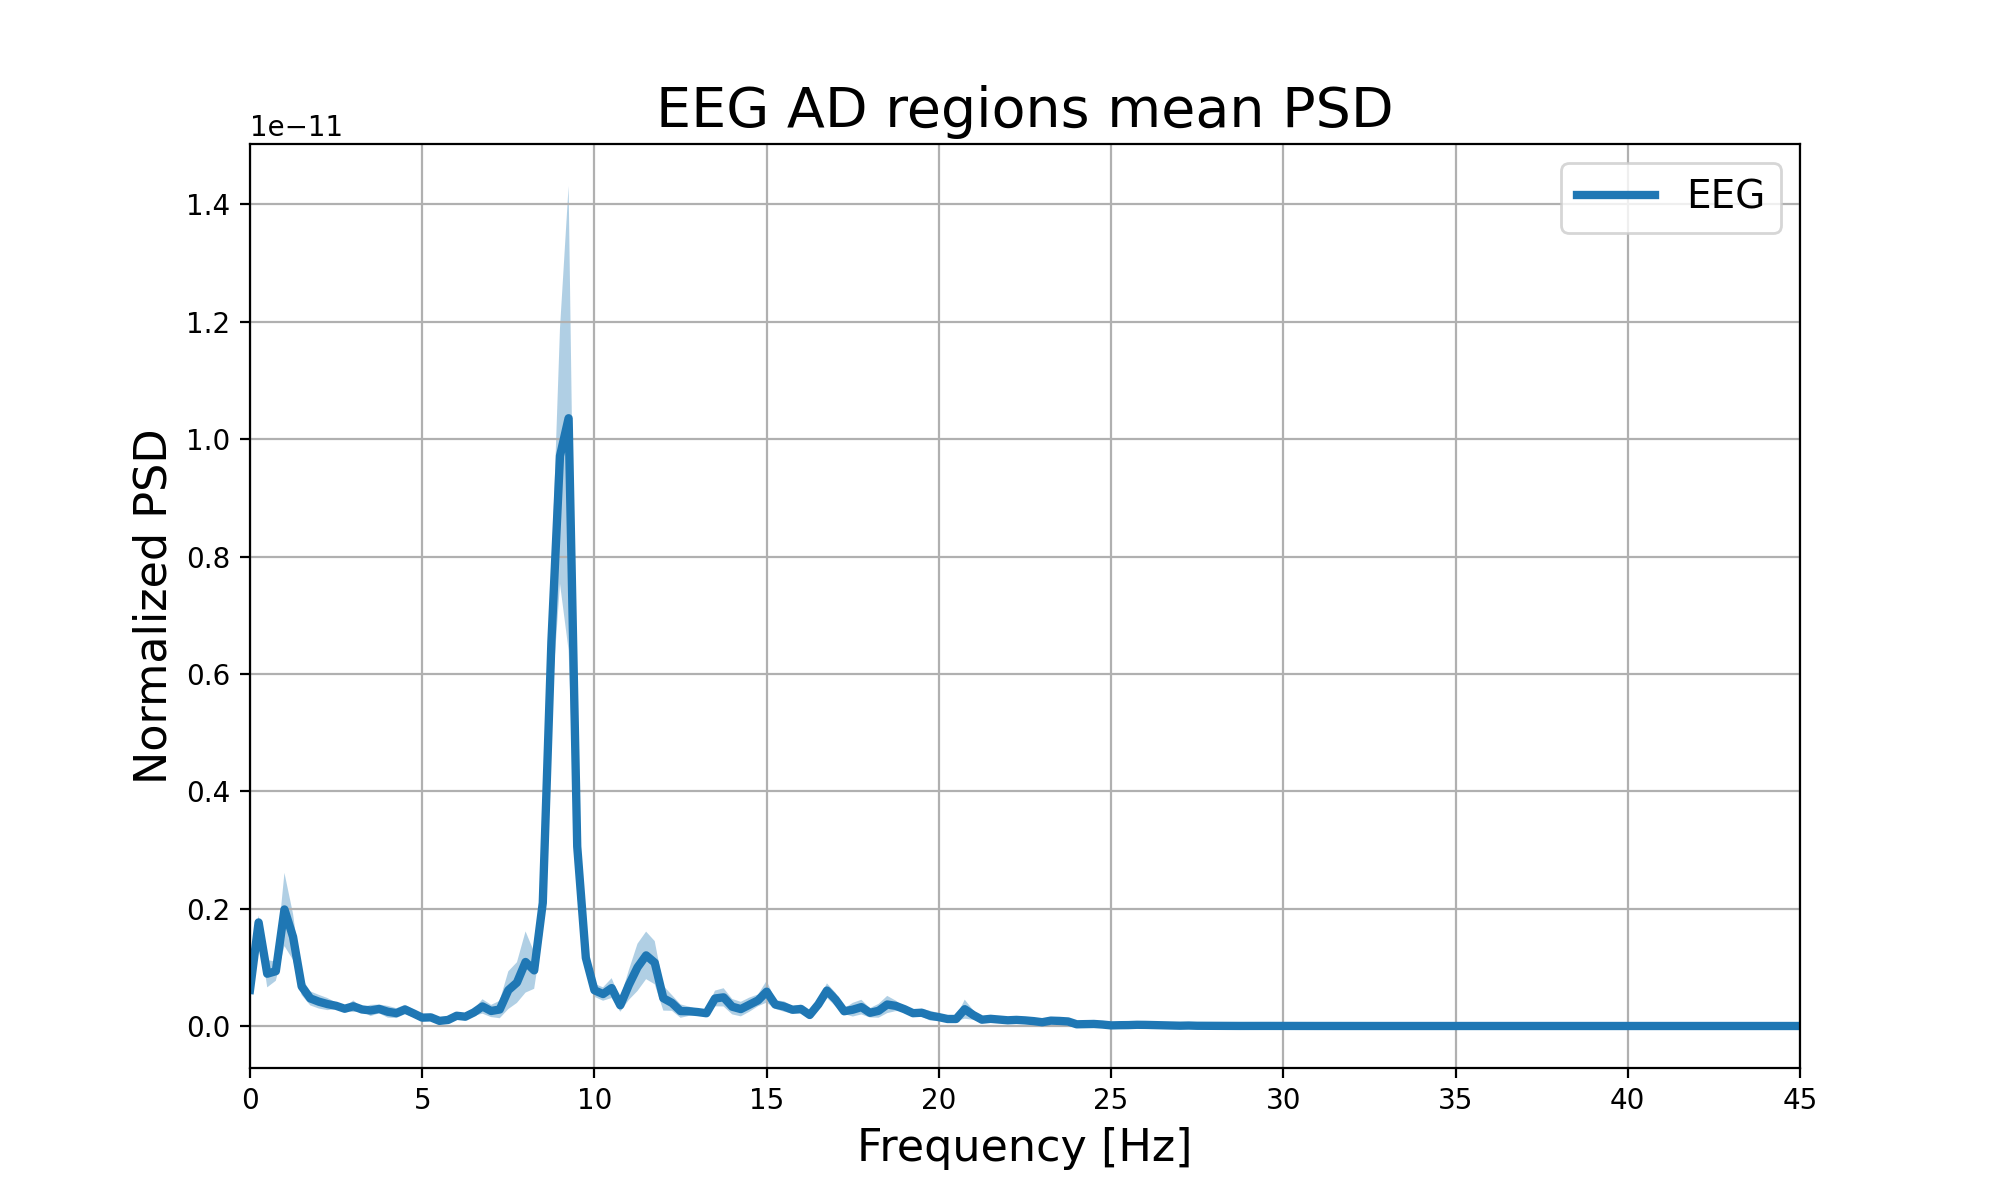 EEG AD regions mean PSD
1e−11
EEG
1.4
1.2
1.0
0.8
0.6
0.4
0.2
0.0
Normalized PSD
0 5 10 15 20 25 30 35 40 45
Frequency [Hz]